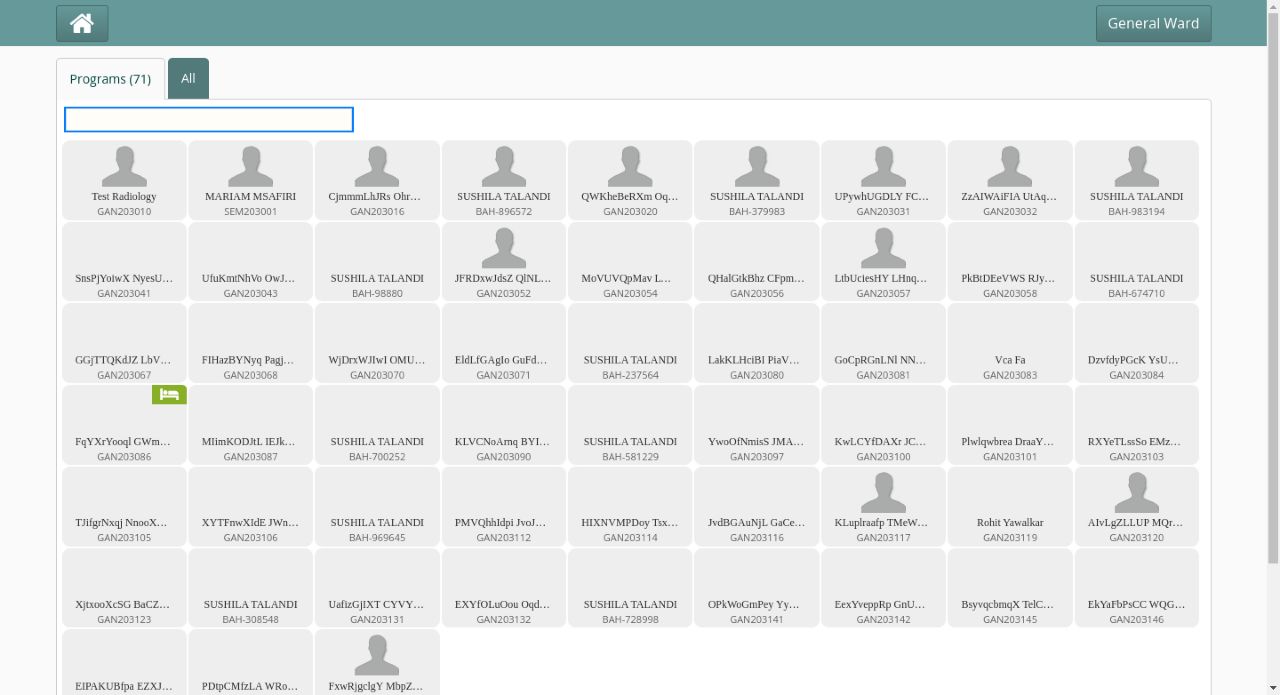 General Ward
Programs (71)
All
Test Radiology
GAN203010
MARIAM MSAFIRI
SEM203001
CjmmmLhJRs Ohr…
GAN203016
SUSHILA TALANDI
BAH-896572
QWKheBeRXm Oq…
GAN203020
SUSHILA TALANDI
BAH-379983
UPywhUGDLY FC…
GAN203031
ZzAIWAiFIA UtAq…
GAN203032
SUSHILA TALANDI
BAH-983194
SnsPjYoiwX NyesU…
GAN203041
UfuKmtNhVo OwJ…
GAN203043
SUSHILA TALANDI
BAH-98880
JFRDxwJdsZ QlNL…
GAN203052
MoVUVQpMav L…
GAN203054
QHalGtkBhz CFpm…
GAN203056
LtbUciesHY LHnq…
GAN203057
PkBtDEeVWS RJy…
GAN203058
SUSHILA TALANDI
BAH-674710
GGjTTQKdJZ LbV…
GAN203067
FIHazBYNyq Pagj…
GAN203068
WjDrxWJIwI OMU…
GAN203070
EldLfGAgIo GuFd…
GAN203071
SUSHILA TALANDI
BAH-237564
LakKLHciBI PiaV…
GAN203080
GoCpRGnLNl NN…
GAN203081
Vca Fa
GAN203083
DzvfdyPGcK YsU…
GAN203084
FqYXrYooql GWm…
GAN203086
MIimKODJtL IEJk…
GAN203087
SUSHILA TALANDI
BAH-700252
KLVCNoArnq BYI…
GAN203090
SUSHILA TALANDI
BAH-581229
YwoOfNmisS JMA…
GAN203097
KwLCYfDAXr JC…
GAN203100
Plwlqwbrea DraaY…
GAN203101
RXYeTLssSo EMz…
GAN203103
TJifgrNxqj NnooX…
GAN203105
XYTFnwXIdE JWn…
GAN203106
SUSHILA TALANDI
BAH-969645
PMVQhhIdpi JvoJ…
GAN203112
HIXNVMPDoy Tsx…
GAN203114
JvdBGAuNjL GaCe…
GAN203116
KLuplraafp TMeW…
GAN203117
Rohit Yawalkar
GAN203119
AIvLgZLLUP MQr…
GAN203120
XjtxooXcSG BaCZ…
GAN203123
SUSHILA TALANDI
BAH-308548
UafizGjIXT CYVY…
GAN203131
EXYfOLuOou Oqd…
GAN203132
SUSHILA TALANDI
BAH-728998
OPkWoGmPey Yy…
GAN203141
EexYveppRp GnU…
GAN203142
BsyvqcbmqX TelC…
GAN203145
EkYaFbPsCC WQG…
GAN203146
EIPAKUBfpa EZXJ…
PDtpCMfzLA WRo…
FxwRjgclgY MbpZ…